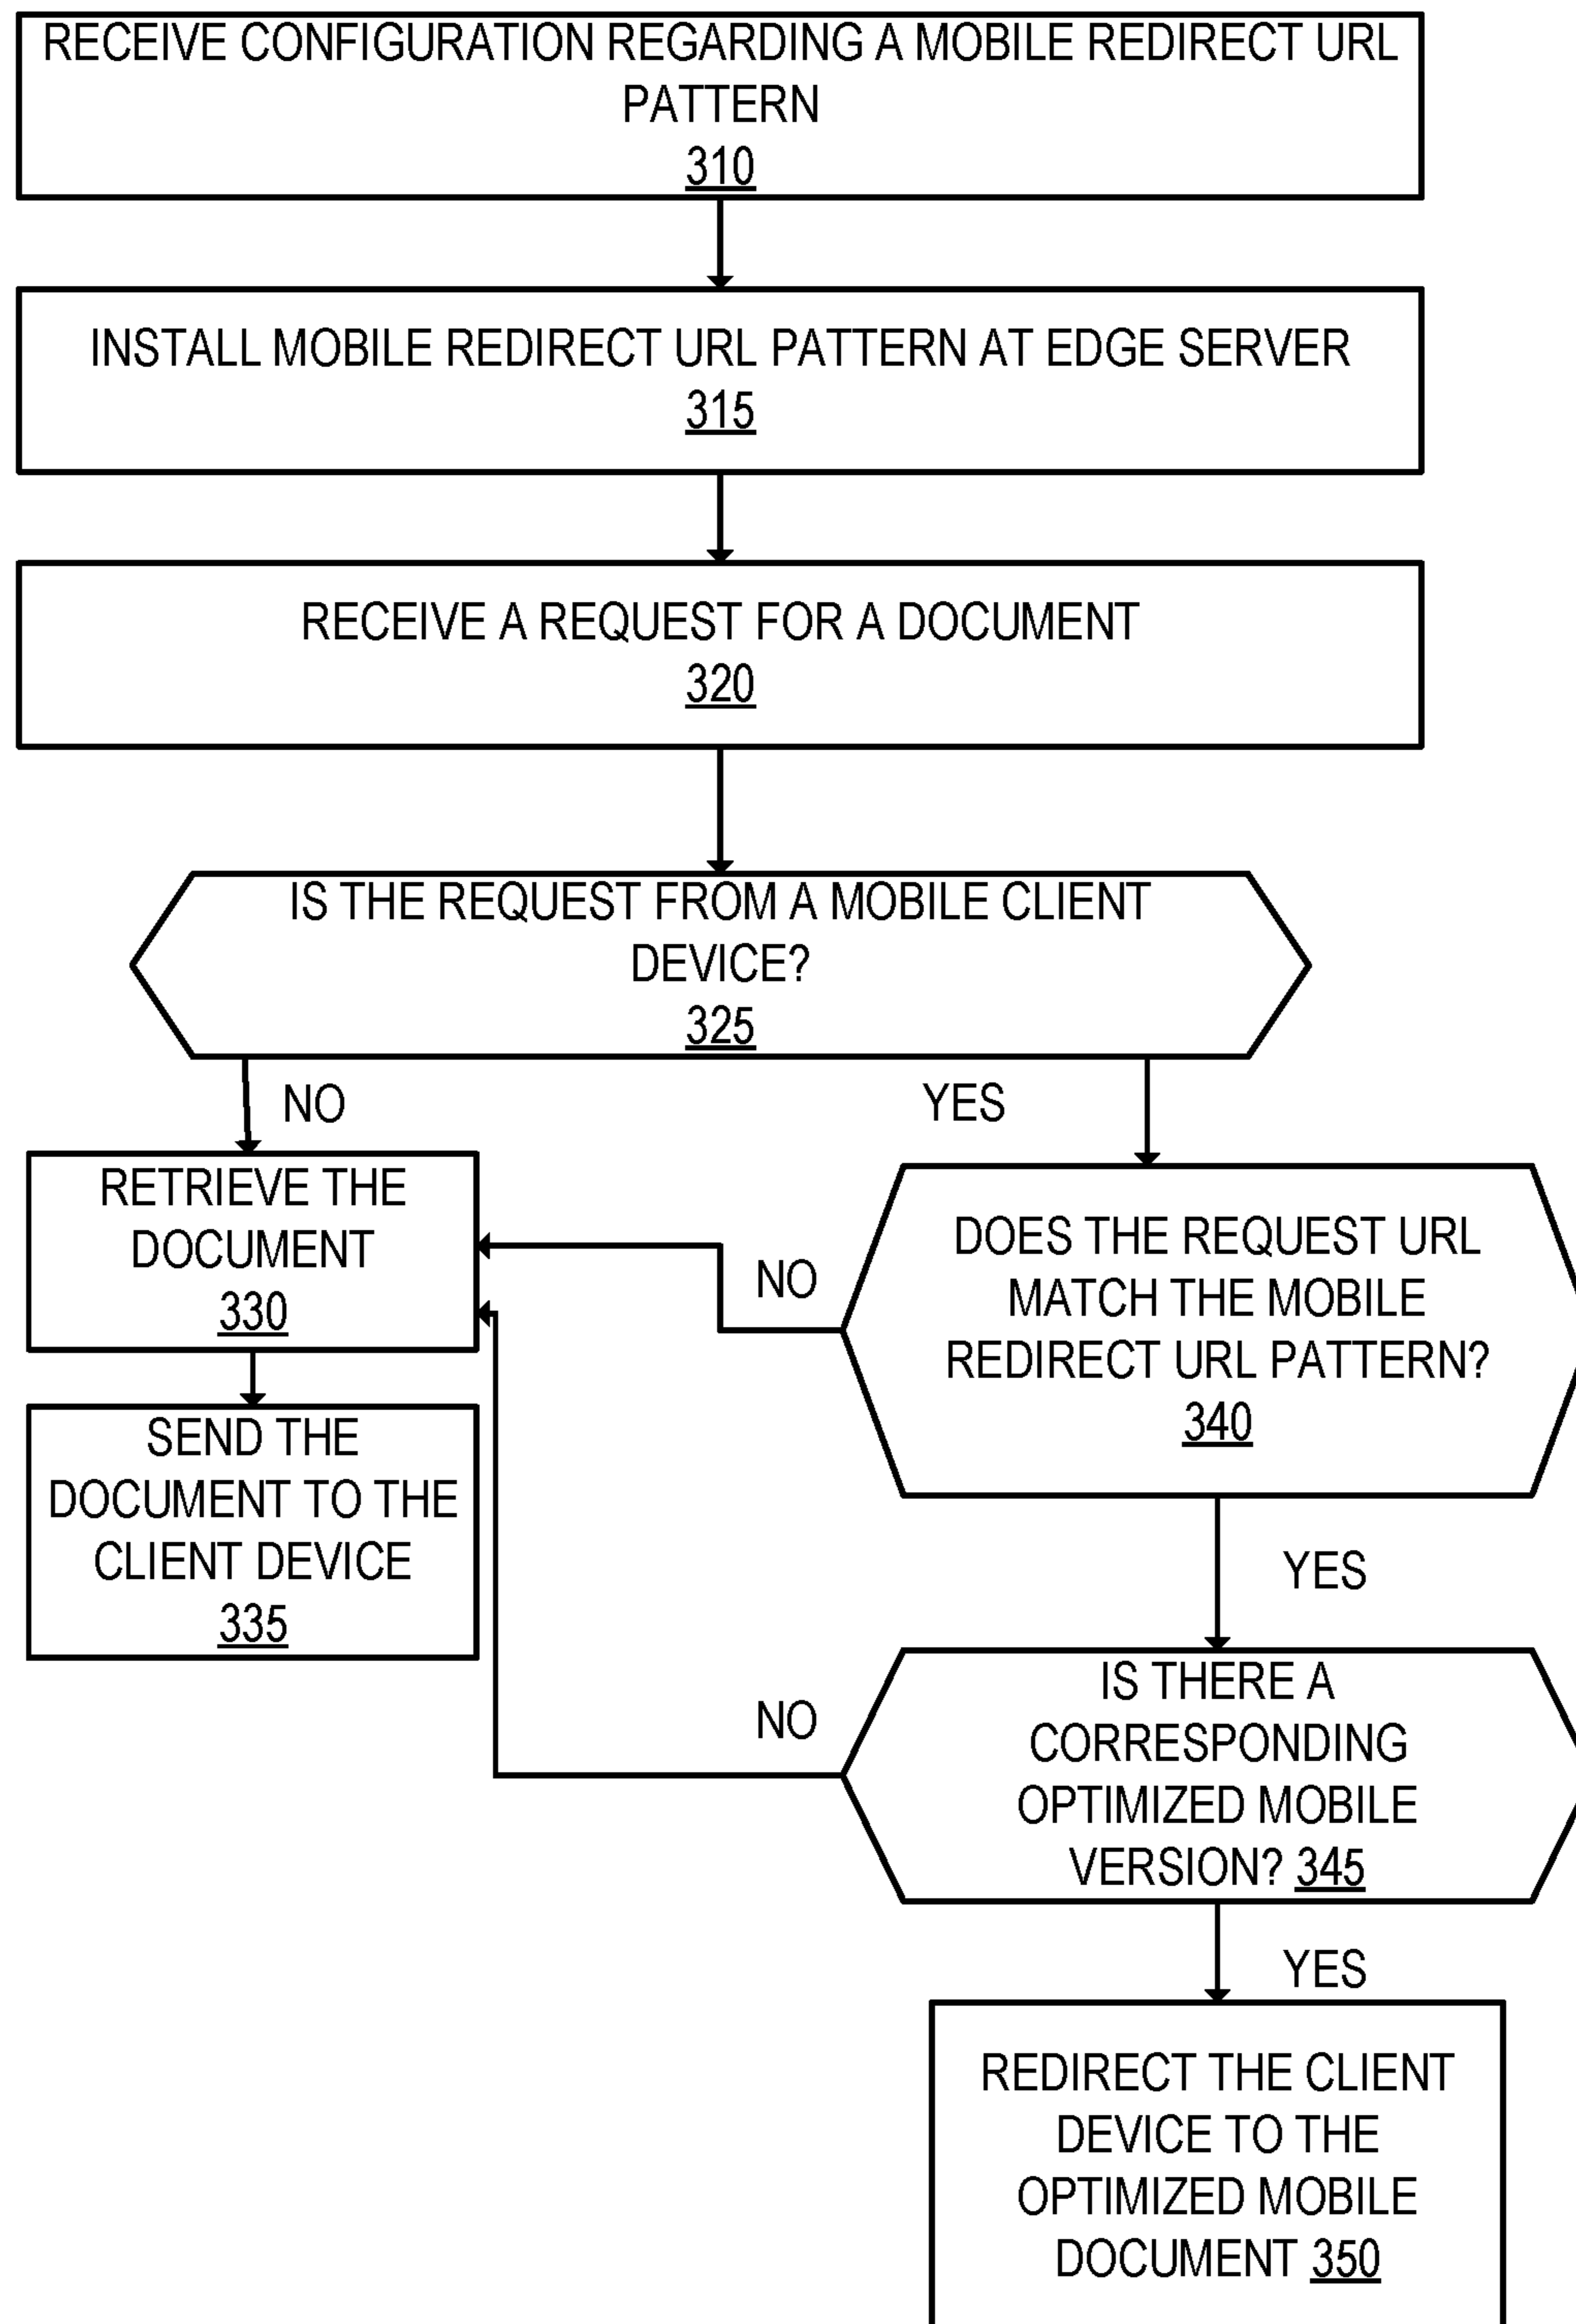 RECEIVE CONFIGURATION REGARDING A MOBILE REDIRECT URL
PATTERN
310
INSTALL MOBILE REDIRECT URL PATTERN AT EDGE SERVER
315
RECEIVE A REQUEST FOR A DOCUMENT
320
IS THE REQUEST FROM A MOBILE CLIENT
DEVICE?
325
NO
YES
RETRIEVE THE
DOCUMENT
330
NO
DOES THE REQUEST URL
MATCH THE MOBILE
REDIRECT URL PATTERN?
340
SEND THE
DOCUMENT TO THE
CLIENT DEVICE
335
YES
NO
IS THERE A
CORRESPONDING
OPTIMIZED MOBILE
VERSION? 345
YES
REDIRECT THE CLIENT
DEVICE TO THE
OPTIMIZED MOBILE
DOCUMENT 350